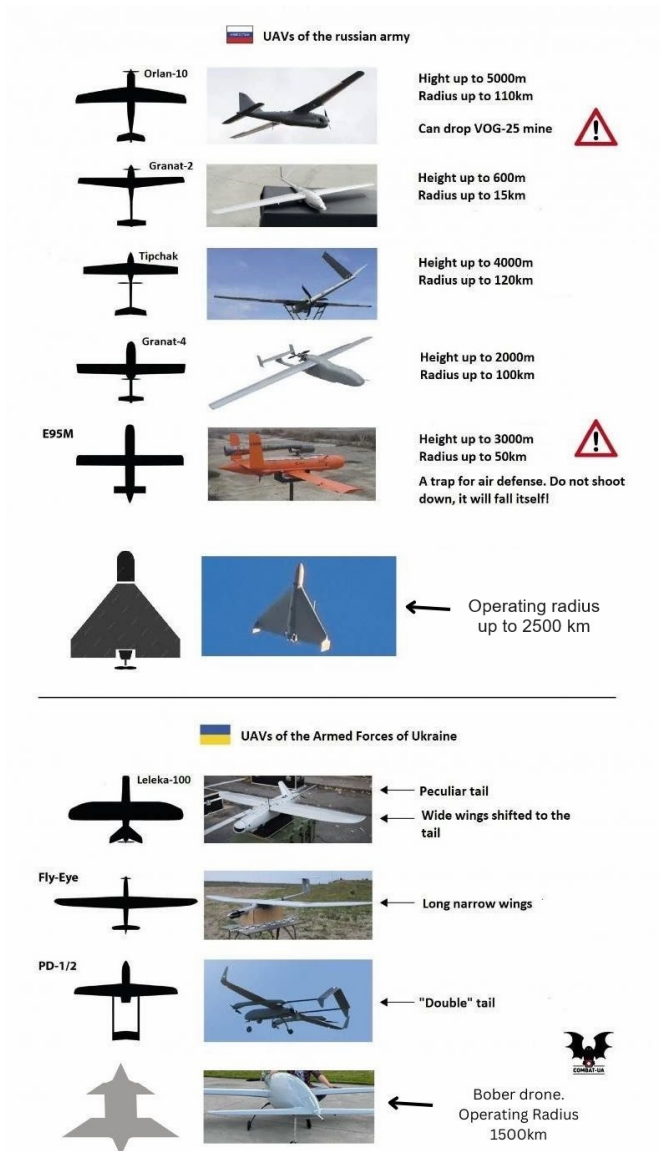 UAVs of the russian army
Orlan-10
Hight up to 5000m
Radius up to 110km
Can drop VOG-25 mine
Granat-2
Height up to 600m
Radius up to 15km
Tipchak
Height up to 4000m
Radius up to 120km
Granat-4
Height up to 2000m
Radius up to 100km
E95M
Height up to 3000m
Radius up to 50km
A trap for air defense. Do not shoot
down, it will fall itself!
Operating radius
up to 2500 km
UAVs of the Armed Forces of Ukraine
Leleka-100
Peculiar tail
Wide wings shifted to the
tail
Fly-Eye
Long narrow wings
PD-1/2
"Double" tail
COMBAT-UA
Bober drone.
Operating Radius
1500km